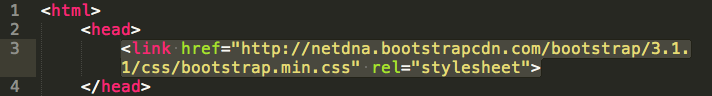 1 <html>
2 <head>
3 <link href="http://netdna.bootstrapcdn.com/bootstrap/3.1.
1/css/bootstrap.min.css" rel="stylesheet">
4 </head>